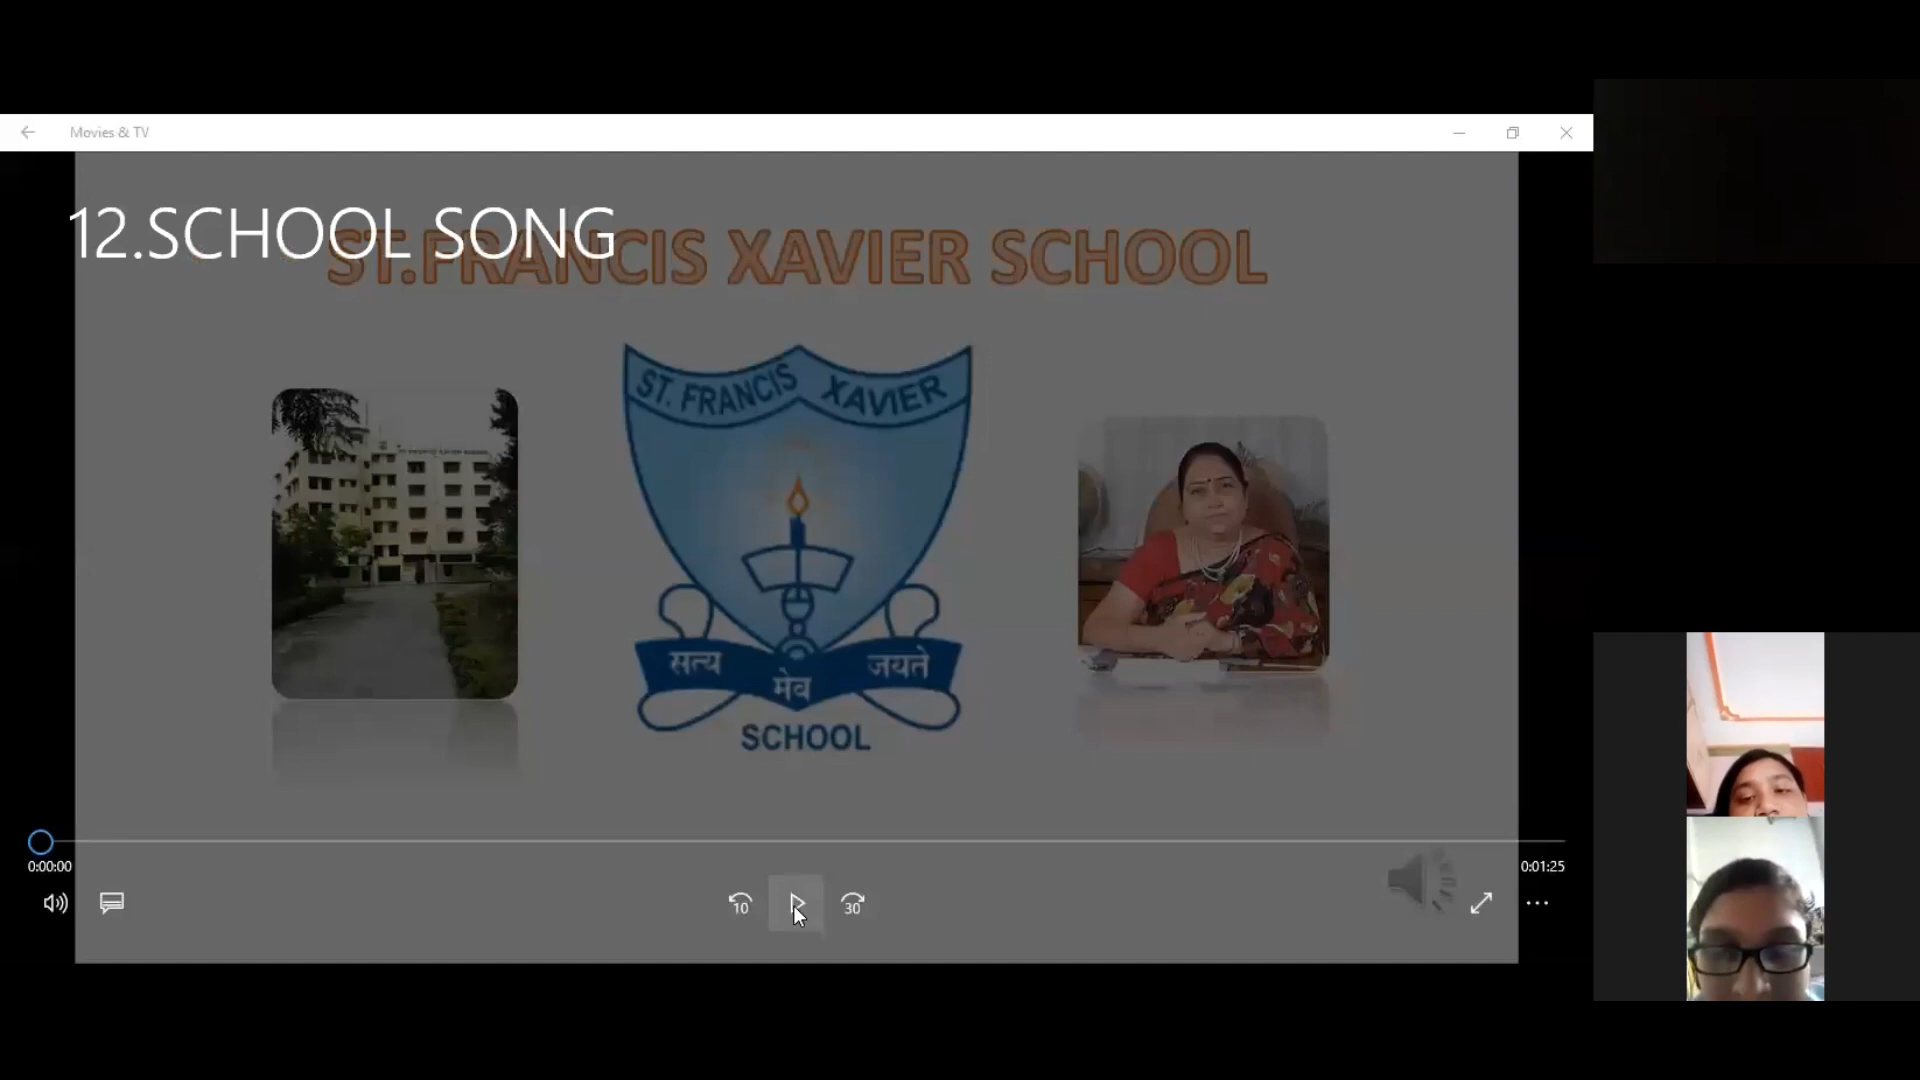 Movies & TV
12.SCHOOL SONG
ST.FRANCIS XAVIER SCHOOL
ST. FRANCIS XAVIER
सत्य मेव जयते
SCHOOL
0:00:00
0:01:25
10
30